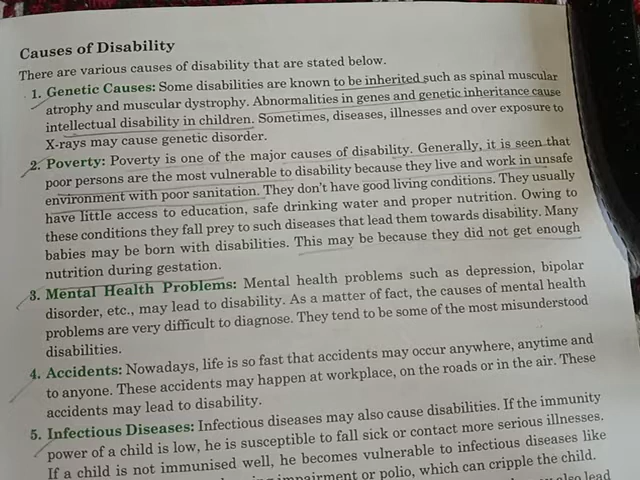 Causes of Disability
There are various causes of disability that are stated below.
1. Genetic Causes: Some disabilities are known to be inherited such as spinal muscular
atrophy and muscular dystrophy. Abnormalities in genes and genetic inheritance cause
intellectual disability in children. Sometimes, diseases, illnesses and over exposure to
X-rays may cause genetic disorder.
2. Poverty: Poverty is one of the major causes of disability. Generally, it is seen that
poor persons are the most vulnerable to disability because they live and work in unsafe
environment with poor sanitation. They don't have good living conditions. They usually
have little access to education, safe drinking water and proper nutrition. Owing to
these conditions they fall prey to such diseases that lead them towards disability. Many
babies may be born with disabilities. This may be because they did not get enough
nutrition during gestation.
3. Mental Health Problems: Mental health problems such as depression, bipolar
disorder, etc., may lead to disability. As a matter of fact, the causes of mental health
problems are very difficult to diagnose. They tend to be some of the most misunderstood
disabilities.
4. Accidents: Nowadays, life is so fast that accidents may occur anywhere, anytime and
to anyone. These accidents may happen at workplace, on the roads or in the air. These
accidents may lead to disability.
5. Infectious Diseases: Infectious diseases may also cause disabilities. If the immunity
power of a child is low, he is susceptible to fall sick or contact more serious illnesses.
If a child is not immunised well, he becomes vulnerable to infectious diseases like
impairment or polio, which can cripple the child.
also lead